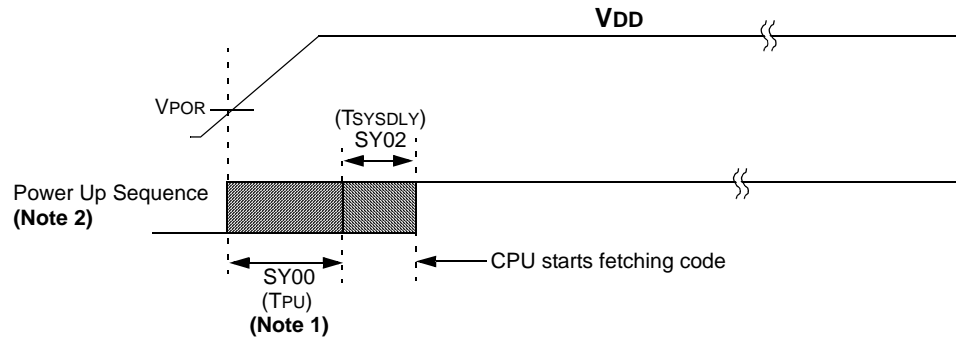 VDD
VPOR
(TSYSDLY)
SY02
Power Up Sequence
(Note 2)
CPU starts fetching code
SY00
(TPU)
(Note 1)